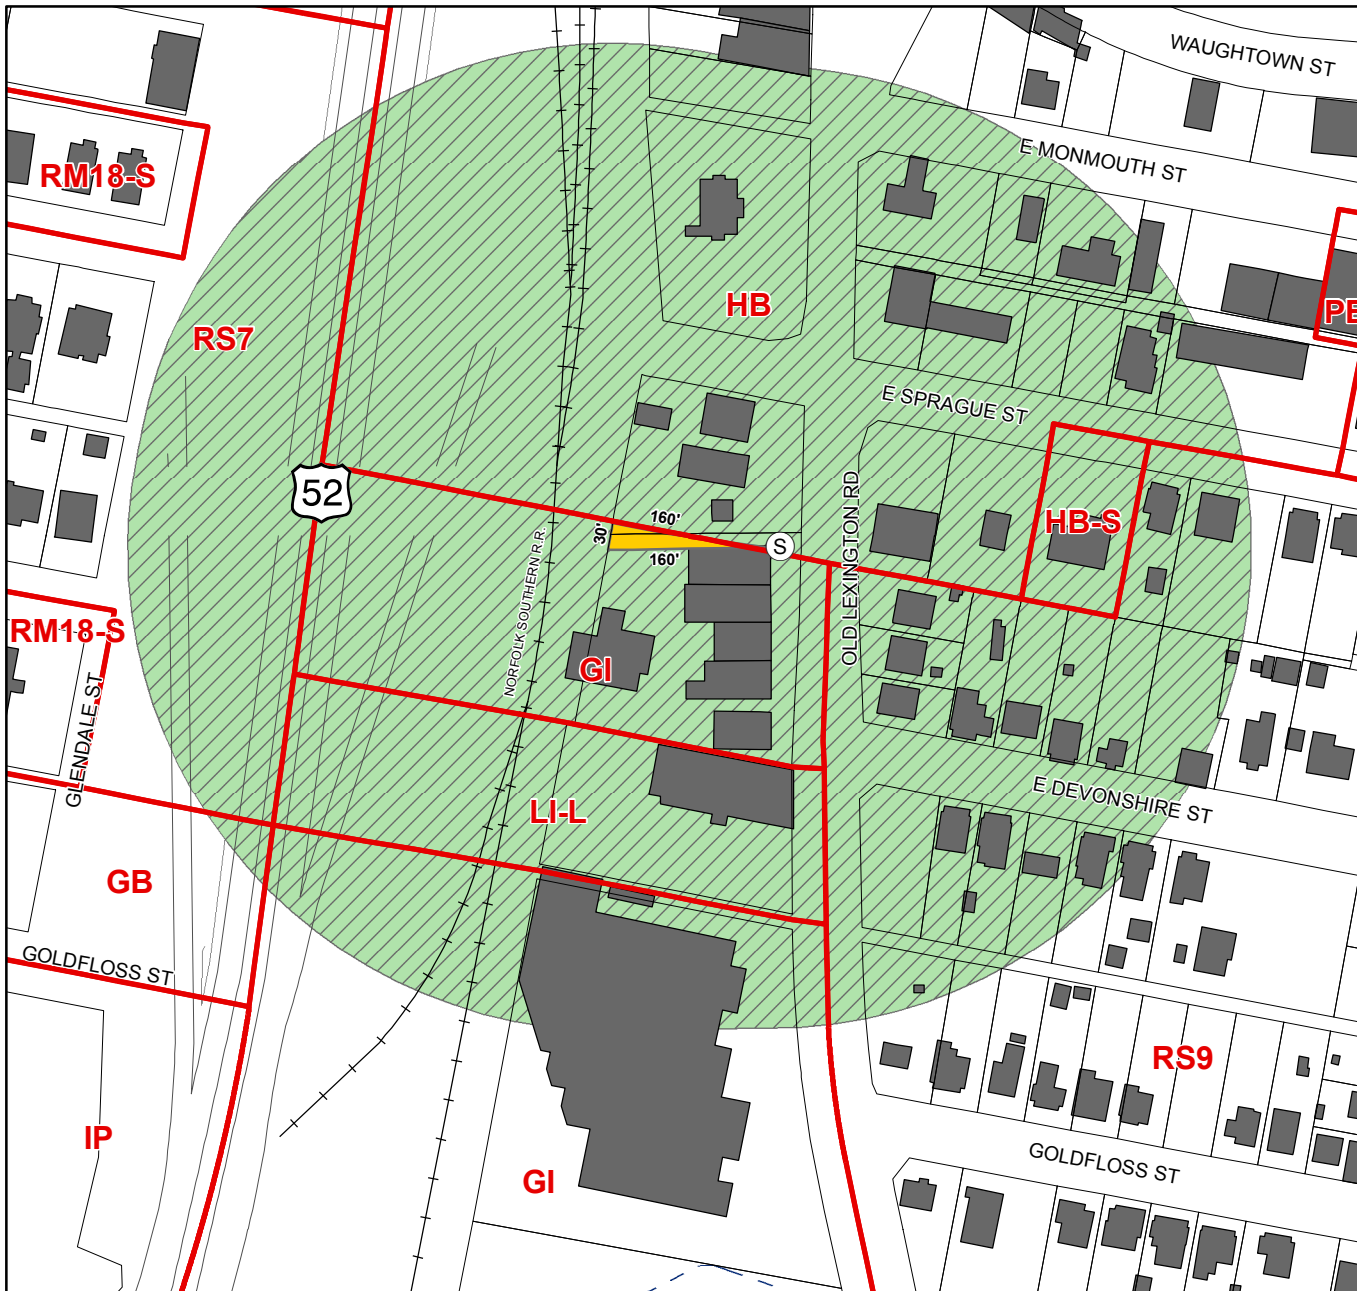 WAUGHTOWN ST
E MONMOUTH ST
RM18-S
HB
PE
RS7
E SPRAGUE ST
52
OLD LEXINGTON RD
160'
HB-S
30'
S
160'
NORFOLK SOUTHERN R.R.
RM18-S
GI
GLENDALE ST
E DEVONSHIRE ST
LI-L
GB
GOLDFLOSS ST
RS9
IP
GOLDFLOSS ST
GI